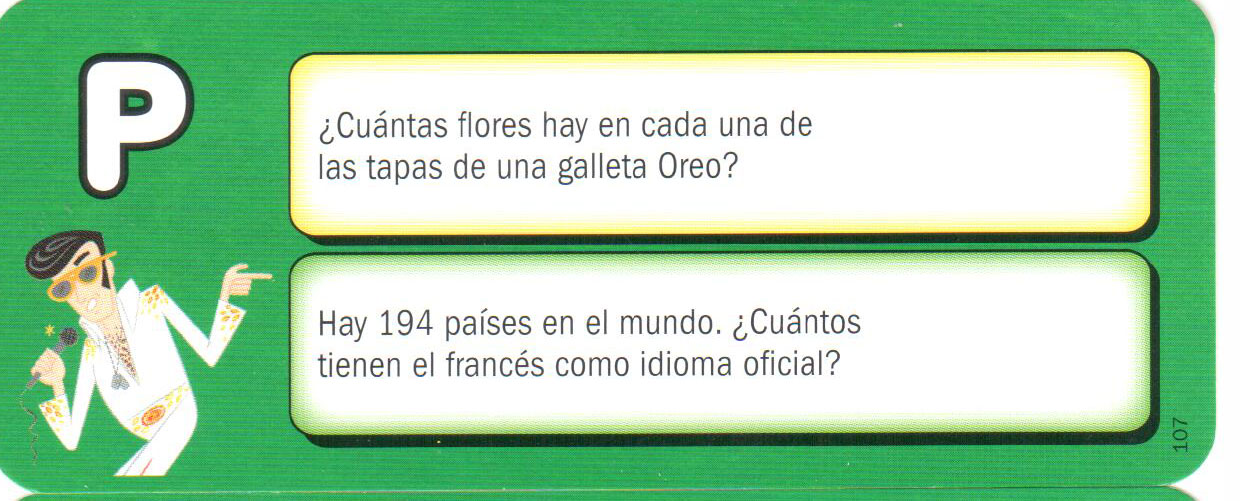 P
¿Cuántas flores hay en cada una de
las tapas de una galleta Oreo?
Hay 194 países en el mundo. ¿Cuántos
tienen el francés como idioma oficial?
107